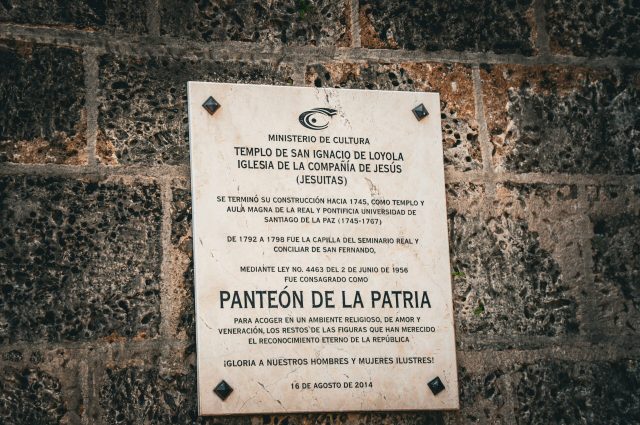 MINISTERIO DE CULTURA
TEMPLO DE SAN IGNACIO DE LOYOLA
IGLESIA DE LA COMPAÑÍA DE JESÚS
(JESUITAS)
SE TERMINÓ SU CONSTRUCCIÓN HACIA 1745, COMO TEMPLO Y
AULA MAGNA DE LA REAL Y PONTIFICIA UNIVERSIDAD DE
SANTIAGO DE LA PAZ (1745-1767)
DE 1792 A 1798 FUE LA CAPILLA DEL SEMINARIO REAL Y
CONCILIAR DE SAN FERNANDO,
MEDIANTE LEY NO. 4463 DEL 2 DE JUNIO DE 1956
FUE CONSAGRADO COMO
PANTEÓN DE LA PATRIA
PARA ACOGER EN UN AMBIENTE RELIGIOSO, DE AMOR Y
VENERACIÓN, LOS RESTOS DE LAS FIGURAS QUE HAN MERECIDO
EL RECONOCIMIENTO ETERNO DE LA REPÚBLICA
¡GLORIA A NUESTROS HOMBRES Y MUJERES ILUSTRES!
16 DE AGOSTO DE 2014